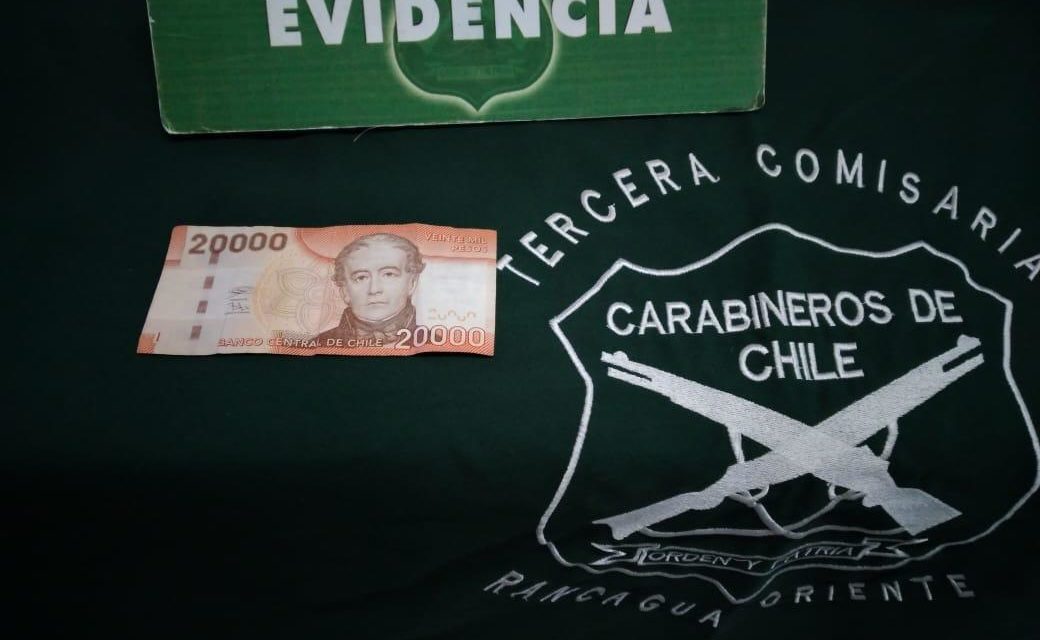 EVIDENCIA
20000
VEINTE MIL
PESOS
BANCO CENTRAL DE CHILE
20000
TERCERA COMISARIA
CARABINEROS DE
CHILE
ORDEN Y PATRIA
RANCAGUA ORIENTE